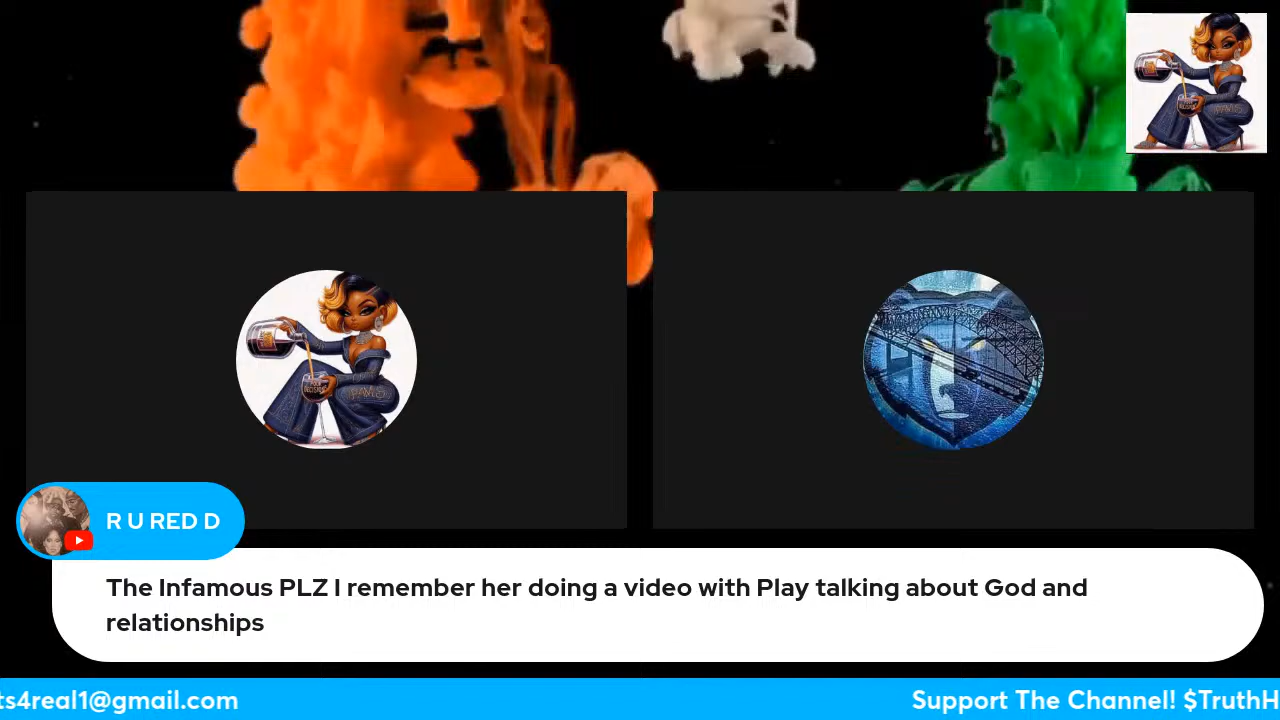 R U RED D
The Infamous PLZ I remember her doing a video with Play talking about God and
relationships
ts4real1@gmail.com
Support The Channel! $TruthH